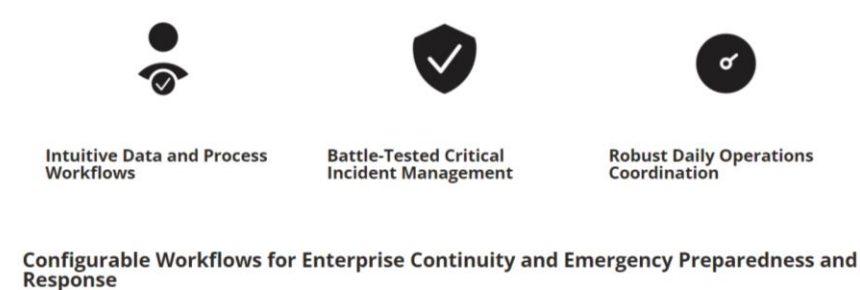 Intuitive Data and Process
Workflows
Battle-Tested Critical
Incident Management
Robust Daily Operations
Coordination
Configurable Workflows for Enterprise Continuity and Emergency Preparedness and
Response